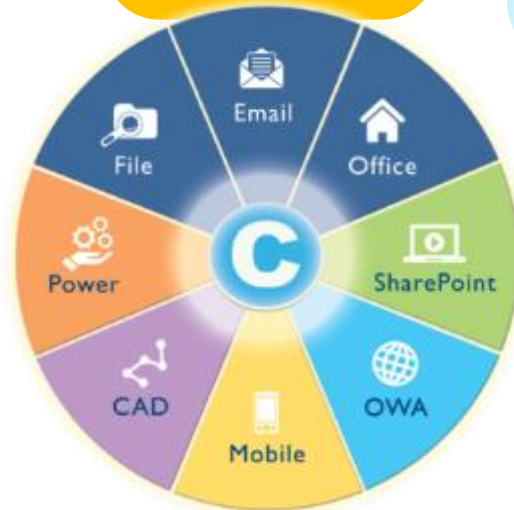 Email
File
Office
Power
C
SharePoint
CAD
OWA
Mobile